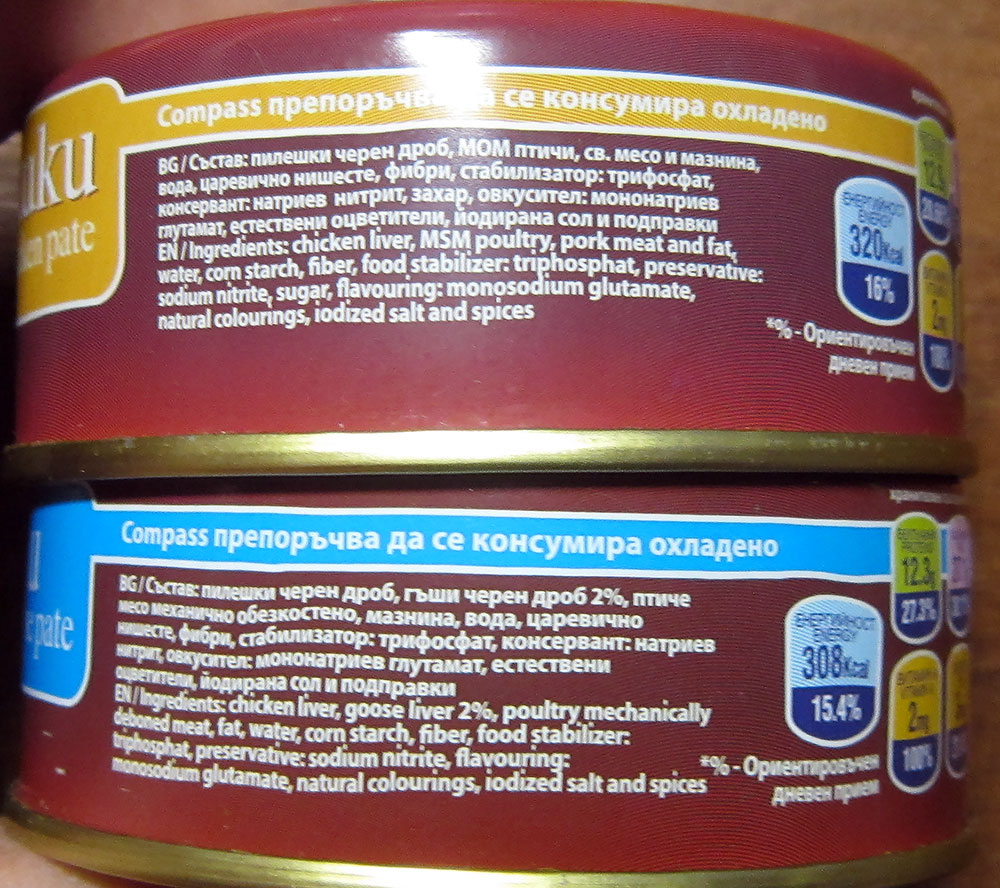 Compass препоръчва да се консумира охладено
BG / Състав: пилешки черен дроб, МОМ птичи, св. месо и мазнина,
вода, царевично нишесте, фибри, стабилизатор: трифосфат,
консервант: натриев нитрит, захар, овкусител: мононатриев
глутамат, естествени оцветители, йодирана сол и подправки
EN / Ingredients: chicken liver, MSM poultry, pork meat and fat,
water, corn starch, fiber, food stabilizer: triphosphat, preservative:
sodium nitrite, sugar, flavouring: monosodium glutamate,
natural colourings, iodized salt and spices
pate
ЕНЕРГИЙНОСТ
ENERGY
320Kcal
16%
2mg
100%
*% - Ориентировъчен
дневен прием
Compass препоръчва да се консумира охладено
BG / Състав: пилешки черен дроб, гъши черен дроб 2%, птиче
месо механично обезкостено, мазнина, вода, царевично
нишесте, фибри, стабилизатор: трифосфат, консервант: натриев
нитрит, овкусител: мононатриев глутамат, естествени
оцветители, йодирана сол и подправки
EN / Ingredients: chicken liver, goose liver 2%, poultry mechanically
deboned meat, fat, water, corn starch, fiber, food stabilizer:
triphosphat, preservative: sodium nitrite, flavouring:
monosodium glutamate, natural colourings, iodized salt and spices
pate
ЕНЕРГИЙНОСТ
ENERGY
308Kcal
15.4%
12.3g
27.3%
2mg
100%
*% - Ориентировъчен
дневен прием